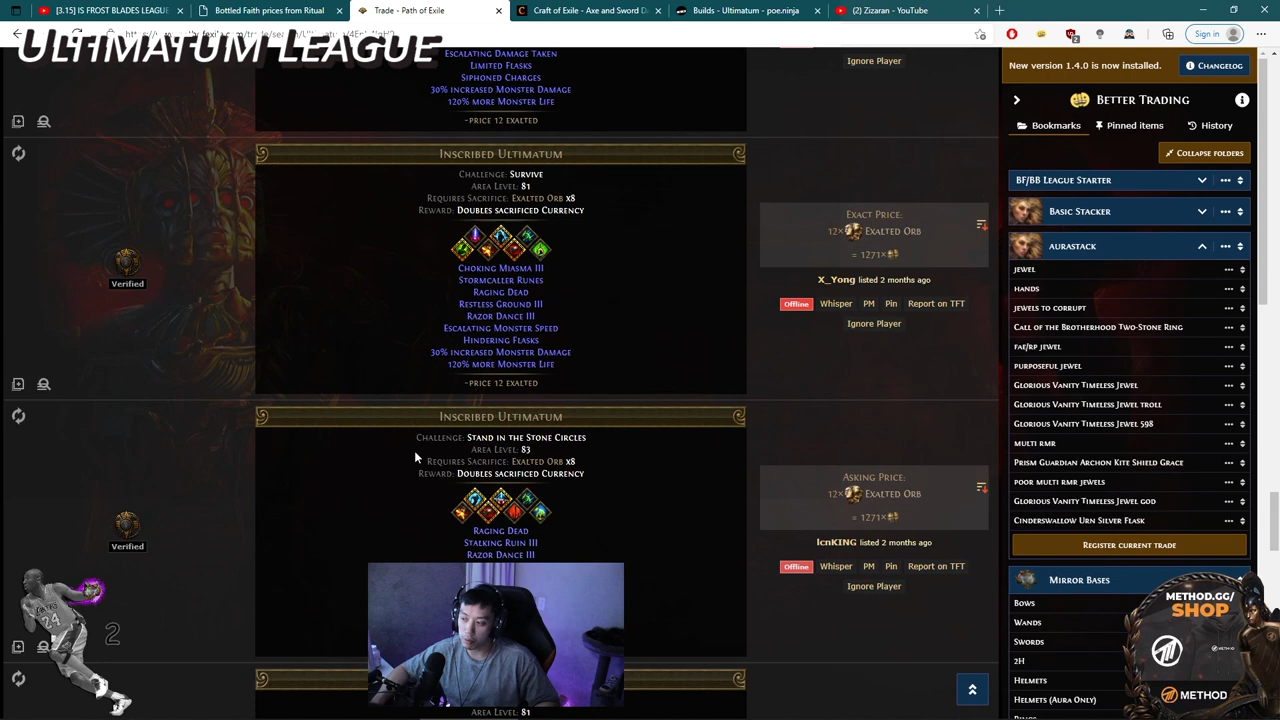 [3.15] IS FROST BLADES LEAGUE
Bottled Faith prices from Ritual
Trade - Path of Exile
Craft of Exile - Axe and Sword D
Builds - Ultimatum - poe.ninja
(2) Zizaran - YouTube
ULTIMATUM LEAGUE
Sign in
Escalating Damage Taken
Limited Flasks
Siphoned Charges
30% increased Monster Damage
120% more Monster Life
~price 12 exalted
Ignore Player
Inscribed Ultimatum
Challenge: Survive
Area Level: 81
Requires Sacrifice: Exalted Orb x8
Reward: Doubles sacrificed Currency
Choking Miasma III
Stormcaller Runes
Raging Dead
Restless Ground III
Razor Dance III
Escalating Monster Speed
Hindering Flasks
30% increased Monster Damage
120% more Monster Life
~price 12 exalted
Verified
Exact Price:
12× Exalted Orb
= 1271×
X_Yong listed 2 months ago
Offline Whisper PM Pin Report on TFT
Ignore Player
Inscribed Ultimatum
Challenge: Stand in the Stone Circles
Area Level: 83
Requires Sacrifice: Exalted Orb x8
Reward: Doubles sacrificed Currency
Raging Dead
Stalking Ruin III
Razor Dance III
Verified
Asking Price:
12× Exalted Orb
= 1271×
IcnKING listed 2 months ago
Offline Whisper PM Pin Report on TFT
Ignore Player
Area Level: 81
24
2
New version 1.4.0 is now installed.
Changelog
Better Trading
Bookmarks Pinned items History
Collapse folders
BF/BB League Starter
Basic Stacker
AURASTACK
JEWEL
HANDS
JEWELS TO CORRUPT
Call of the Brotherhood Two-Stone Ring
FAE/RP JEWEL
PURPOSEFUL JEWEL
Glorious Vanity Timeless Jewel
Glorious Vanity Timeless Jewel TROLL
Glorious Vanity Timeless Jewel 598
MULTI RMR
Prism Guardian Archon Kite Shield Grace
POOR MULTI RMR JEWELS
Glorious Vanity Timeless Jewel GOD
Cinderswallow Urn Silver Flask
Register current trade
Mirror Bases
Bows
Wands
Swords
2H
Helmets
Helmets (Aura Only)
METHOD.GG/
SHOP
METHOD